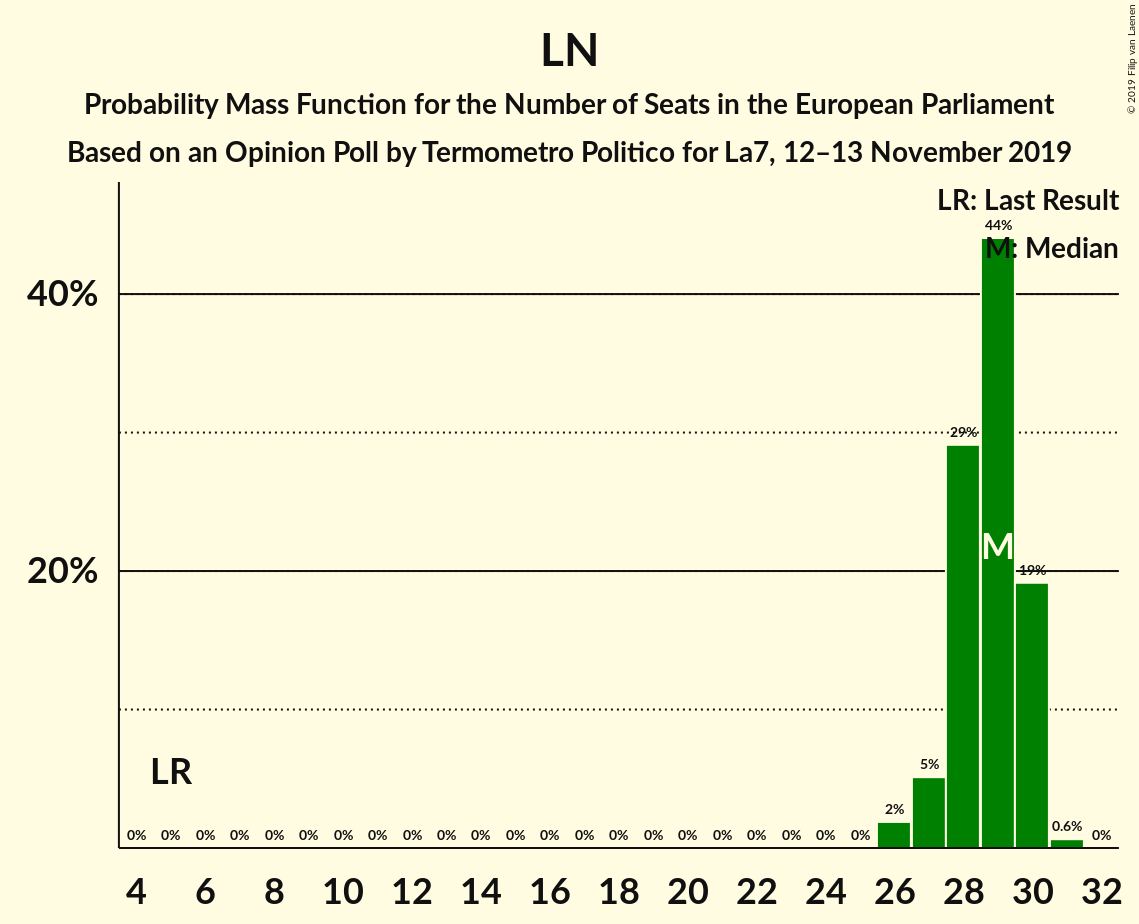 LN
Probability Mass Function for the Number of Seats in the European Parliament
Based on an Opinion Poll by Termometro Politico for La7, 12–13 November 2019
© 2019 Filip van Laenen
LR: Last Result
M: Median
44%
40%
29%
M
20%
19%
LR
5%
2%
0.6%
0% 0% 0% 0% 0% 0% 0% 0% 0% 0% 0% 0% 0% 0% 0% 0% 0% 0% 0% 0% 0% 0% 0%
4 6 8 10 12 14 16 18 20 22 24 26 28 30 32